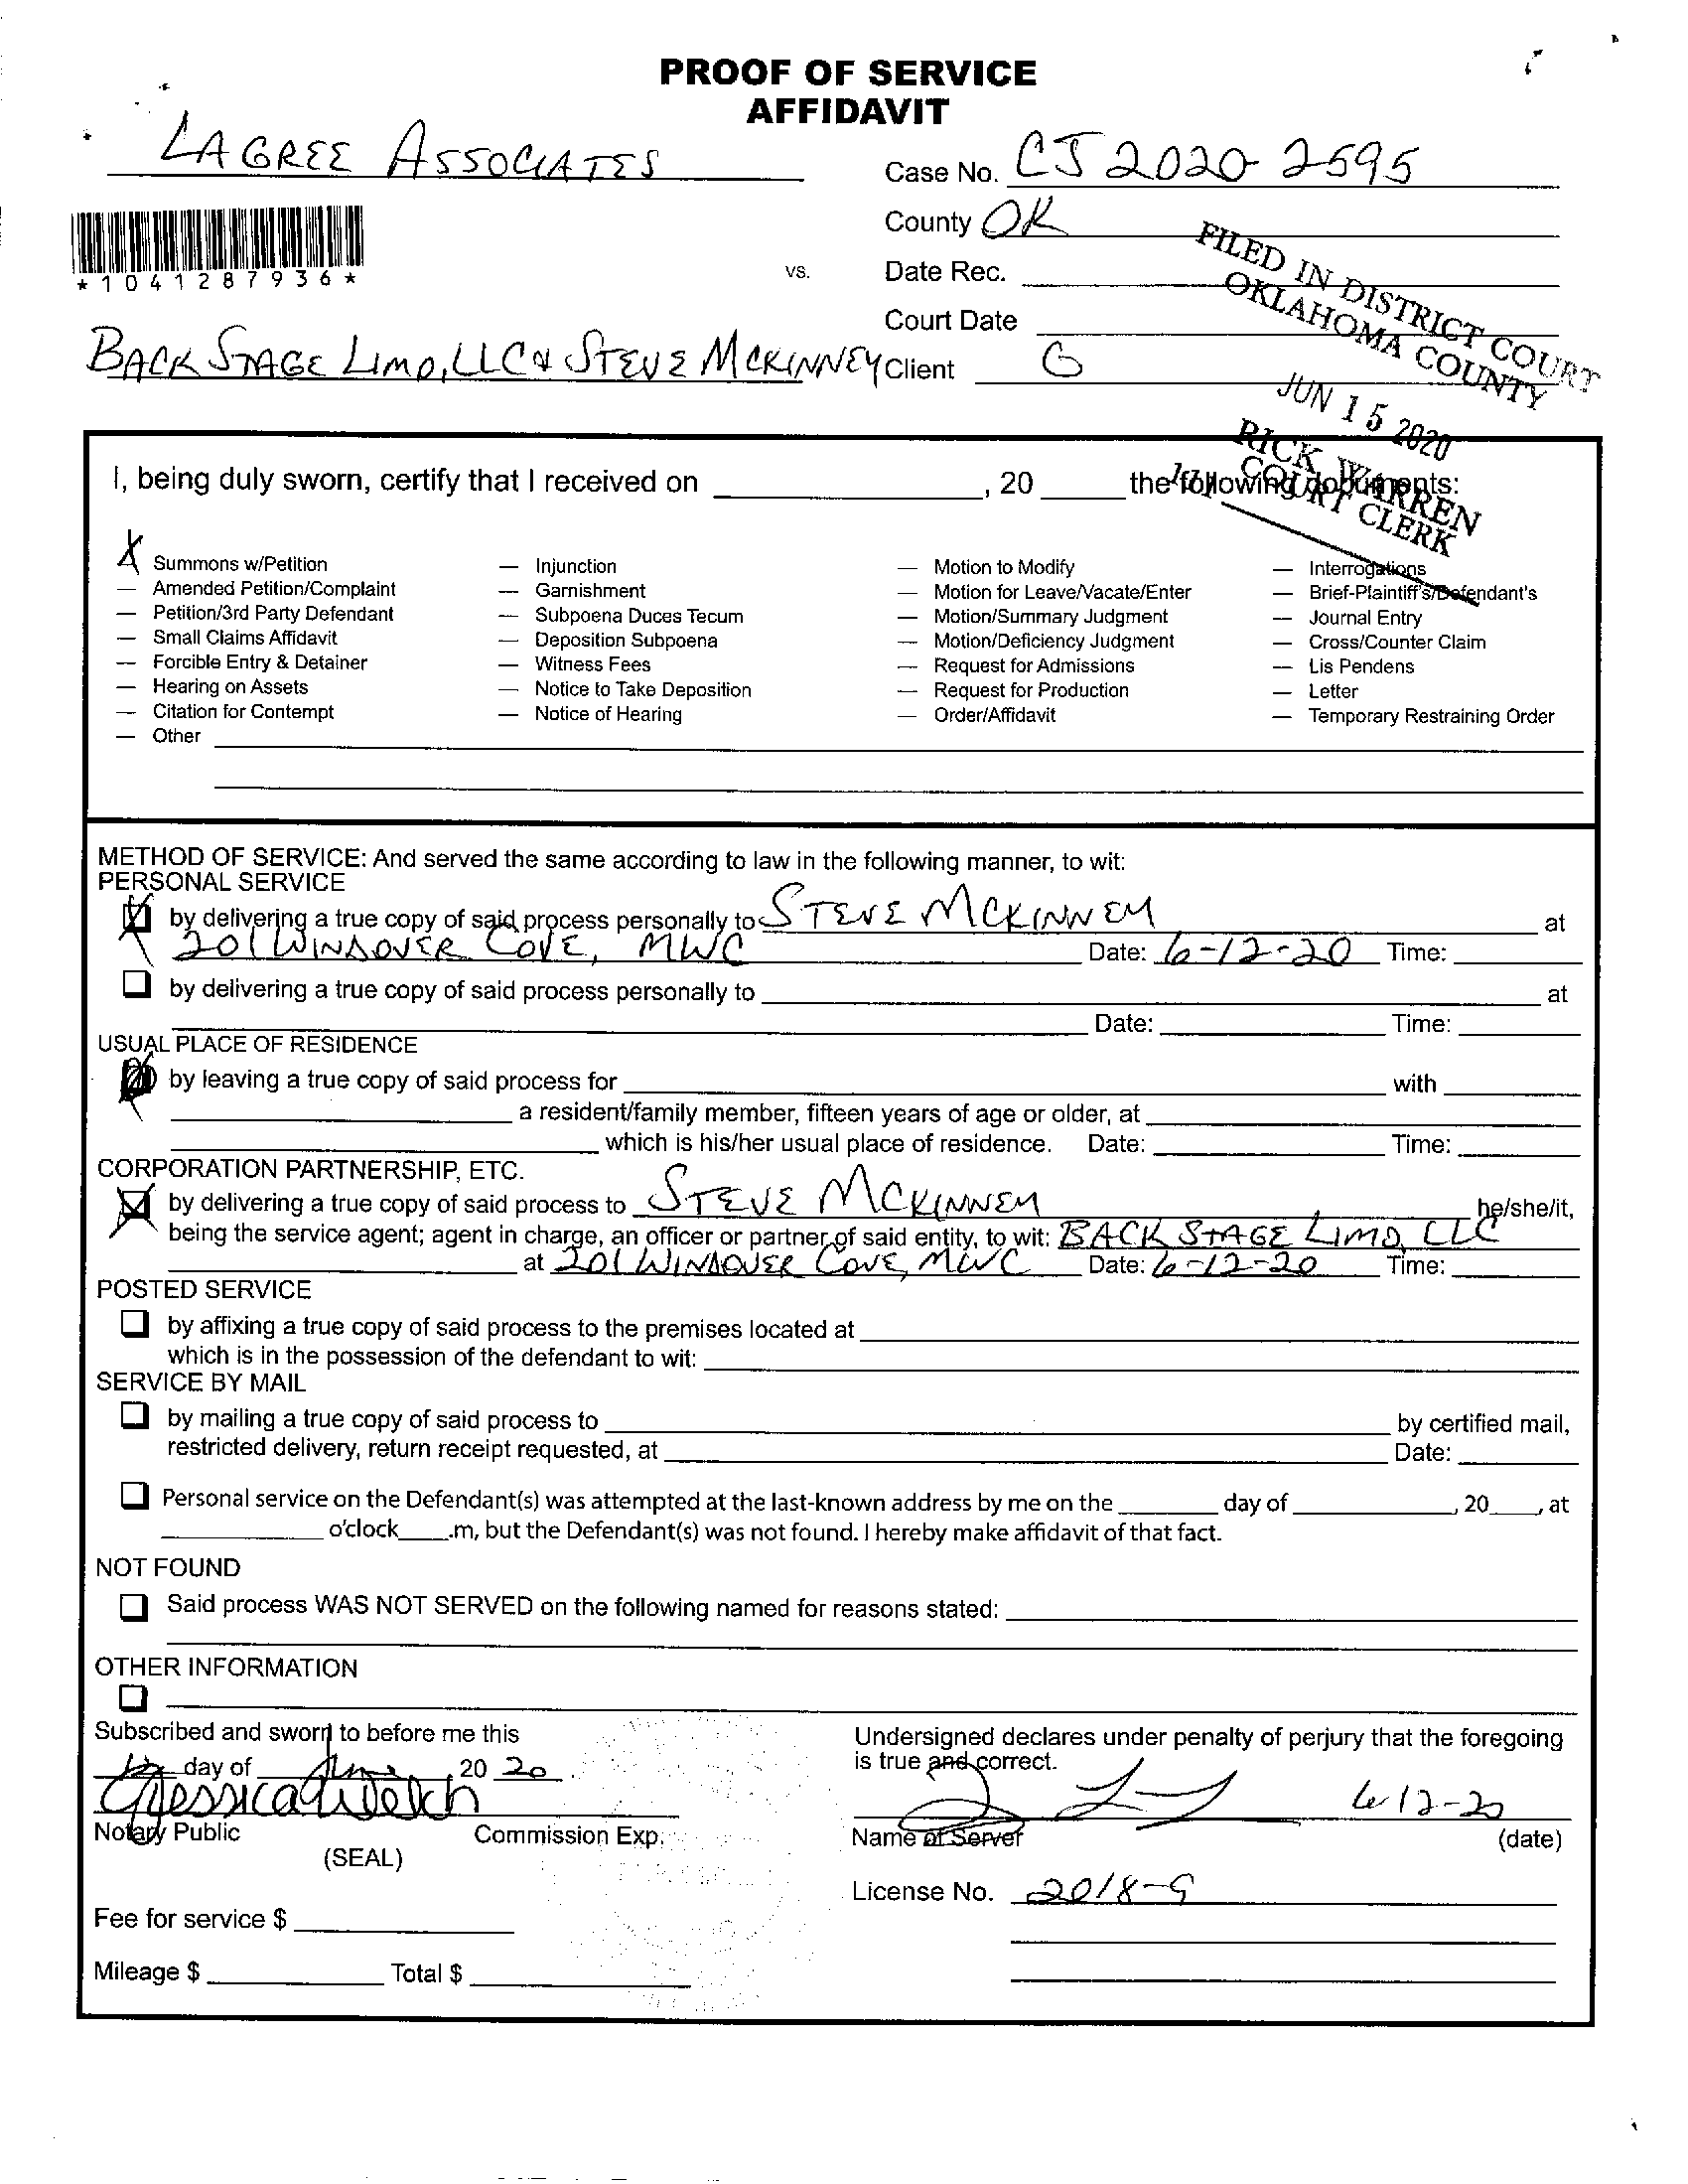 PROOF OF SERVICE
AFFIDAVIT
LAGREE ASSOCIATES
Case No. CJ 2020-2595
County OK
*1041287936*
vs.
Date Rec.
Court Date
BACK STAGE LIMO, LLC & STEVE MCKINNEY
Client G
FILED IN DISTRICT COURT
OKLAHOMA COUNTY
JUN 15 2020
RICK WARREN
COURT CLERK
I, being duly sworn, certify that I received on ____, 20 ____ the following documents:
X Summons w/Petition
— Amended Petition/Complaint
— Petition/3rd Party Defendant
— Small Claims Affidavit
— Forcible Entry & Detainer
— Hearing on Assets
— Citation for Contempt
— Other
— Injunction
— Garnishment
— Subpoena Duces Tecum
— Deposition Subpoena
— Witness Fees
— Notice to Take Deposition
— Notice of Hearing
— Motion to Modify
— Motion for Leave/Vacate/Enter
— Motion/Summary Judgment
— Motion/Deficiency Judgment
— Request for Admissions
— Request for Production
— Order/Affidavit
— Interrogations
— Brief-Plaintiff's/Defendant's
— Journal Entry
— Cross/Counter Claim
— Lis Pendens
— Letter
— Temporary Restraining Order
METHOD OF SERVICE: And served the same according to law in the following manner, to wit:
PERSONAL SERVICE
by delivering a true copy of said process personally to STEVE MCKINNEY at
201 WINDOVER COVE, MWC Date: 6-12-20 Time:
by delivering a true copy of said process personally to ____ at
Date: ____ Time:
USUAL PLACE OF RESIDENCE
by leaving a true copy of said process for ____ with
a resident/family member, fifteen years of age or older, at
which is his/her usual place of residence. Date: ____ Time:
CORPORATION PARTNERSHIP, ETC.
by delivering a true copy of said process to STEVE MCKINNEY he/she/it,
being the service agent; agent in charge, an officer or partner of said entity, to wit: BACK STAGE LIMO, LLC
at 201 WINDOVER COVE, MWC Date: 6-12-20 Time:
POSTED SERVICE
by affixing a true copy of said process to the premises located at
which is in the possession of the defendant to wit:
SERVICE BY MAIL
by mailing a true copy of said process to ____ by certified mail,
restricted delivery, return receipt requested, at ____ Date:
Personal service on the Defendant(s) was attempted at the last-known address by me on the ____ day of ____, 20____, at
____ o'clock____.m, but the Defendant(s) was not found. I hereby make affidavit of that fact.
NOT FOUND
Said process WAS NOT SERVED on the following named for reasons stated:
OTHER INFORMATION
Subscribed and sworn to before me this
12 day of June, 20 20
Jessica Welch
Notary Public
Commission Exp:
(SEAL)
Fee for service $
Mileage $ ____ Total $
Undersigned declares under penalty of perjury that the foregoing
is true and correct.
6-12-20
Name of Server
(date)
License No. 2018-9